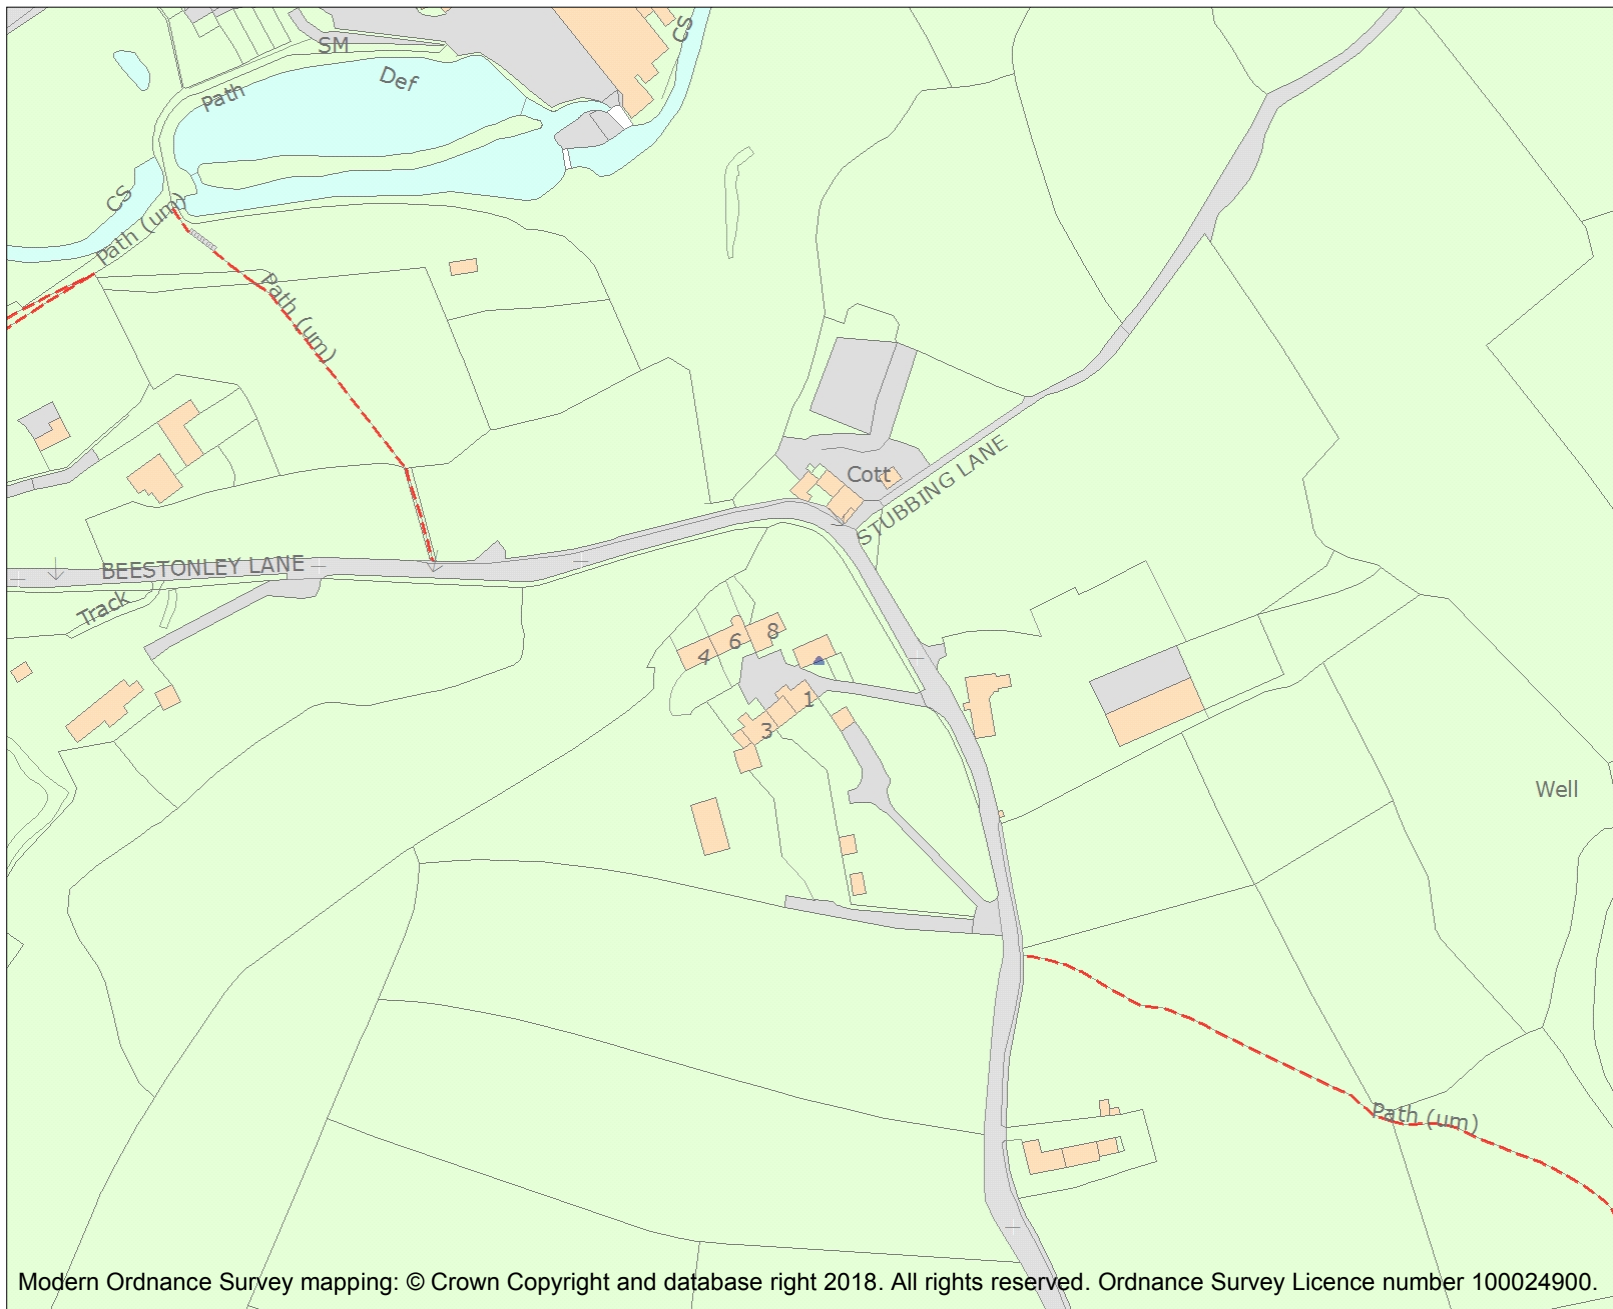 CS
SM
Def
Path
CS
Path (um)
Path (um)
Cott
STUBBING LANE
BEESTONLEY LANE
Track
8
6
4
1
3
Well
Path (um)
Modern Ordnance Survey mapping: © Crown Copyright and database right 2018. All rights reserved. Ordnance Survey Licence number 100024900.